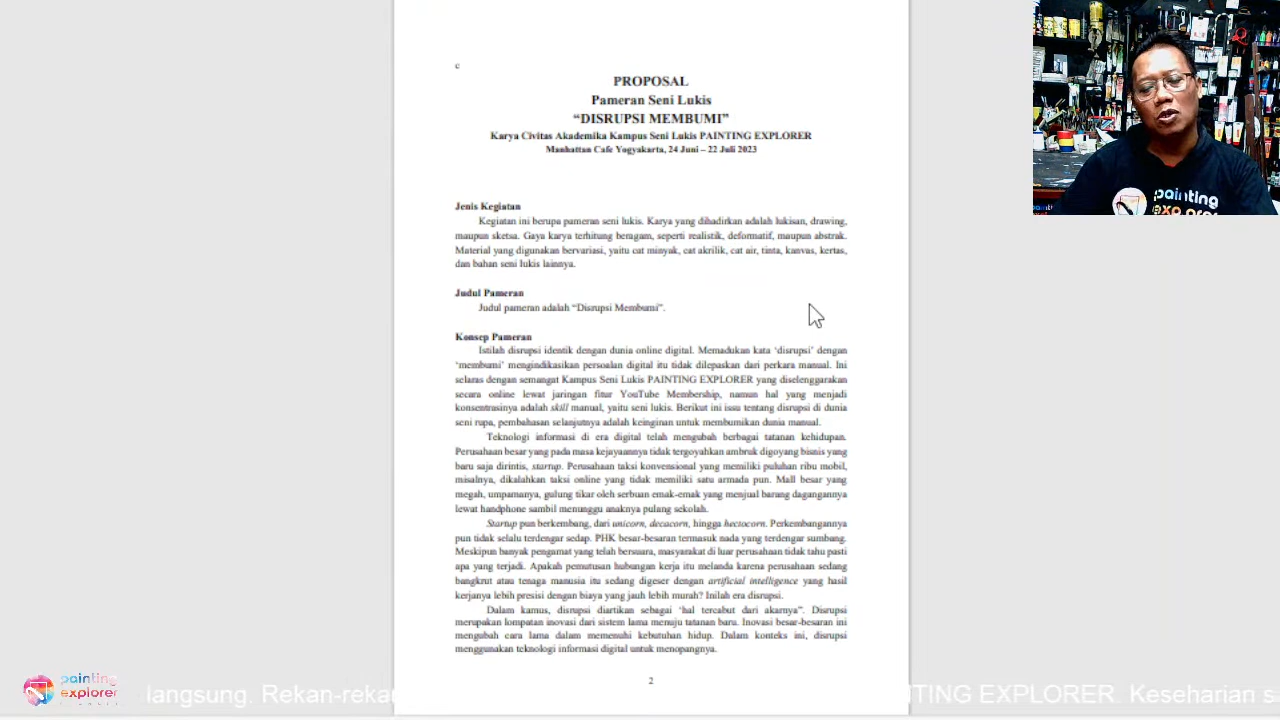 c
PROPOSAL
Pameran Seni Lukis
“DISRUPSI MEMBUMI”
Karya Civitas Akademika Kampus Seni Lukis PAINTING EXPLORER
Manhattan Cafe Yogyakarta, 24 Juni – 22 Juli 2023
Jenis Kegiatan
Kegiatan ini berupa pameran seni lukis. Karya yang dihadirkan adalah lukisan, drawing,
maupun sketsa. Gaya karya terhitung beragam, seperti realistik, deformatif, maupun abstrak.
Material yang digunakan bervariasi, yaitu cat minyak, cat akrilik, cat air, tinta, kanvas, kertas,
dan bahan seni lukis lainnya.
Judul Pameran
Judul pameran adalah “Disrupsi Membumi”.
Konsep Pameran
Istilah disrupsi identik dengan dunia online digital. Memadukan kata ‘disrupsi’ dengan
‘membumi’ mengindikasikan persoalan digital itu tidak dilepaskan dari perkara manual. Ini
selaras dengan semangat Kampus Seni Lukis PAINTING EXPLORER yang diselenggarakan
secara online lewat jaringan fitur YouTube Membership, namun hal yang menjadi
konsentrasinya adalah skill manual, yaitu seni lukis. Berikut ini issu tentang disrupsi di dunia
seni rupa, pembahasan selanjutnya adalah keinginan untuk membumikan dunia manual.
Teknologi informasi di era digital telah mengubah berbagai tatanan kehidupan.
Perusahaan besar yang pada masa kejayaannya tidak tergoyahkan ambruk digoyang bisnis yang
baru saja dirintis, startup. Perusahaan taksi konvensional yang memiliki puluhan ribu mobil,
misalnya, dikalahkan taksi online yang tidak memiliki satu armada pun. Mall besar yang
megah, umpamanya, gulung tikar oleh serbuan emak-emak yang menjual barang dagangannya
lewat handphone sambil menunggu anaknya pulang sekolah.
Startup pun berkembang, dari unicorn, decacorn, hingga hectocorn. Perkembangannya
pun tidak selalu terdengar sedap. PHK besar-besaran termasuk nada yang terdengar sumbang.
Meskipun banyak pengamat yang telah bersuara, masyarakat di luar perusahaan tidak tahu pasti
apa yang terjadi. Apakah pemutusan hubungan kerja itu melanda karena perusahaan sedang
bangkrut atau tenaga manusia itu sedang digeser dengan artificial intelligence yang hasil
kerjanya lebih presisi dengan biaya yang jauh lebih murah? Inilah era disrupsi.
Dalam kamus, disrupsi diartikan sebagai ‘hal tercabut dari akarnya”. Disrupsi
merupakan lompatan inovasi dari sistem lama menuju tatanan baru. Inovasi besar-besaran ini
mengubah cara lama dalam memenuhi kebutuhan hidup. Dalam konteks ini, disrupsi
menggunakan teknologi informasi digital untuk menopangnya.
2
painting
explorer
painting
explorer
langsung. Rekan-reka
NTING EXPLORER. Keseharian s